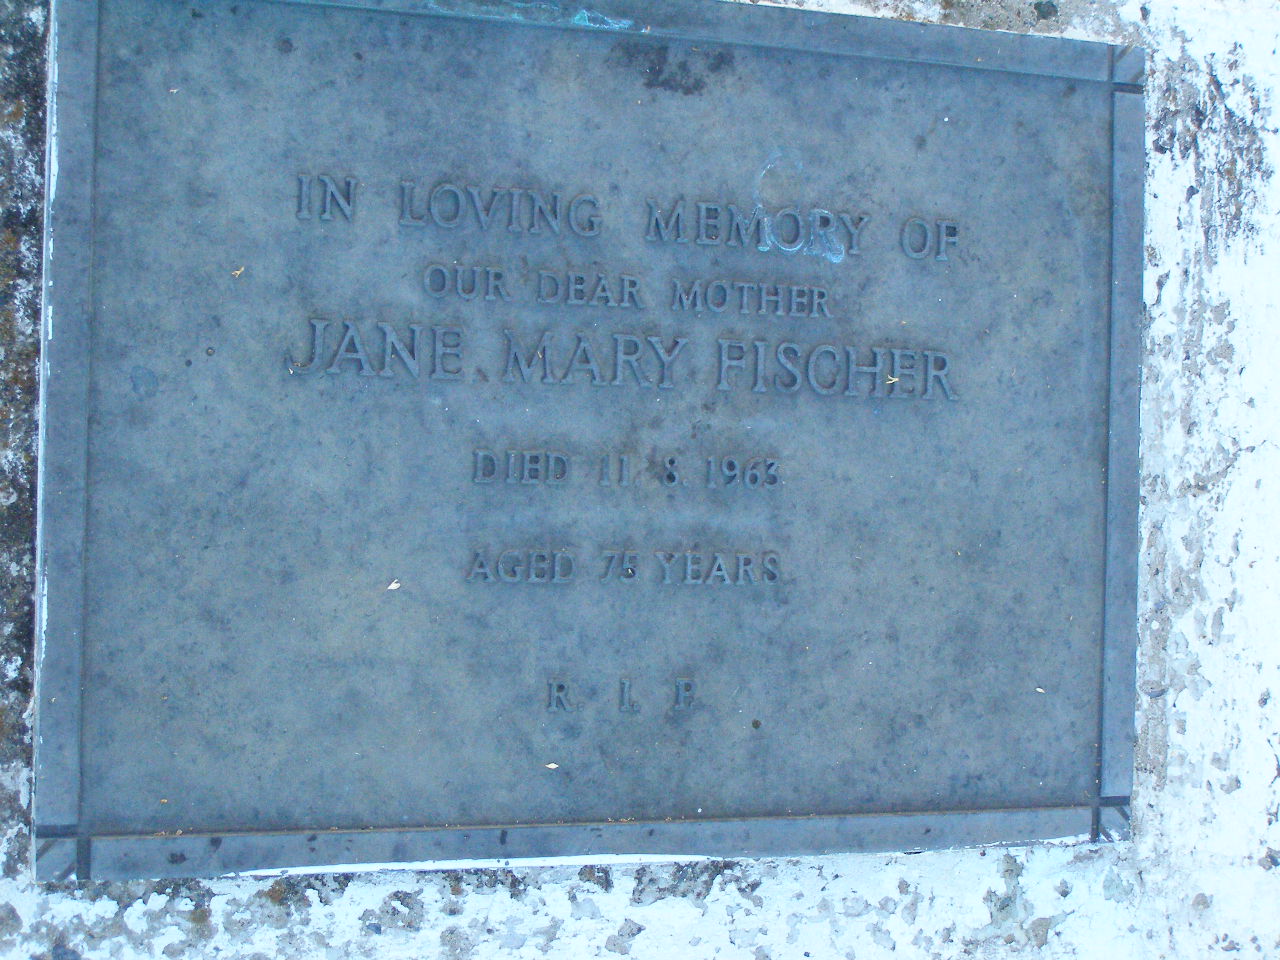 IN LOVING MEMORY OF
OUR DEAR MOTHER
JANE MARY FISCHER
DIED 11. 8. 1963
AGED 75 YEARS
R. I. P.